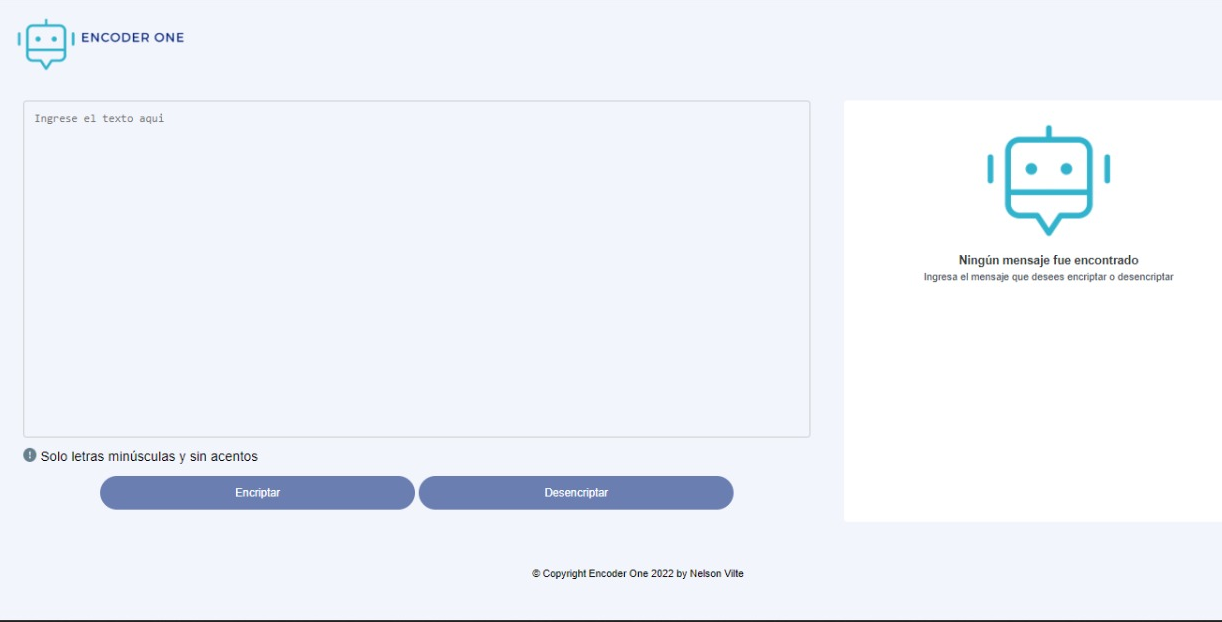 ENCODER ONE
Ingrese el texto aqui
Ningún mensaje fue encontrado
Ingresa el mensaje que desees encriptar o desencriptar
! Solo letras minúsculas y sin acentos
Encriptar
Desencriptar
© Copyright Encoder One 2022 by Nelson Vilte